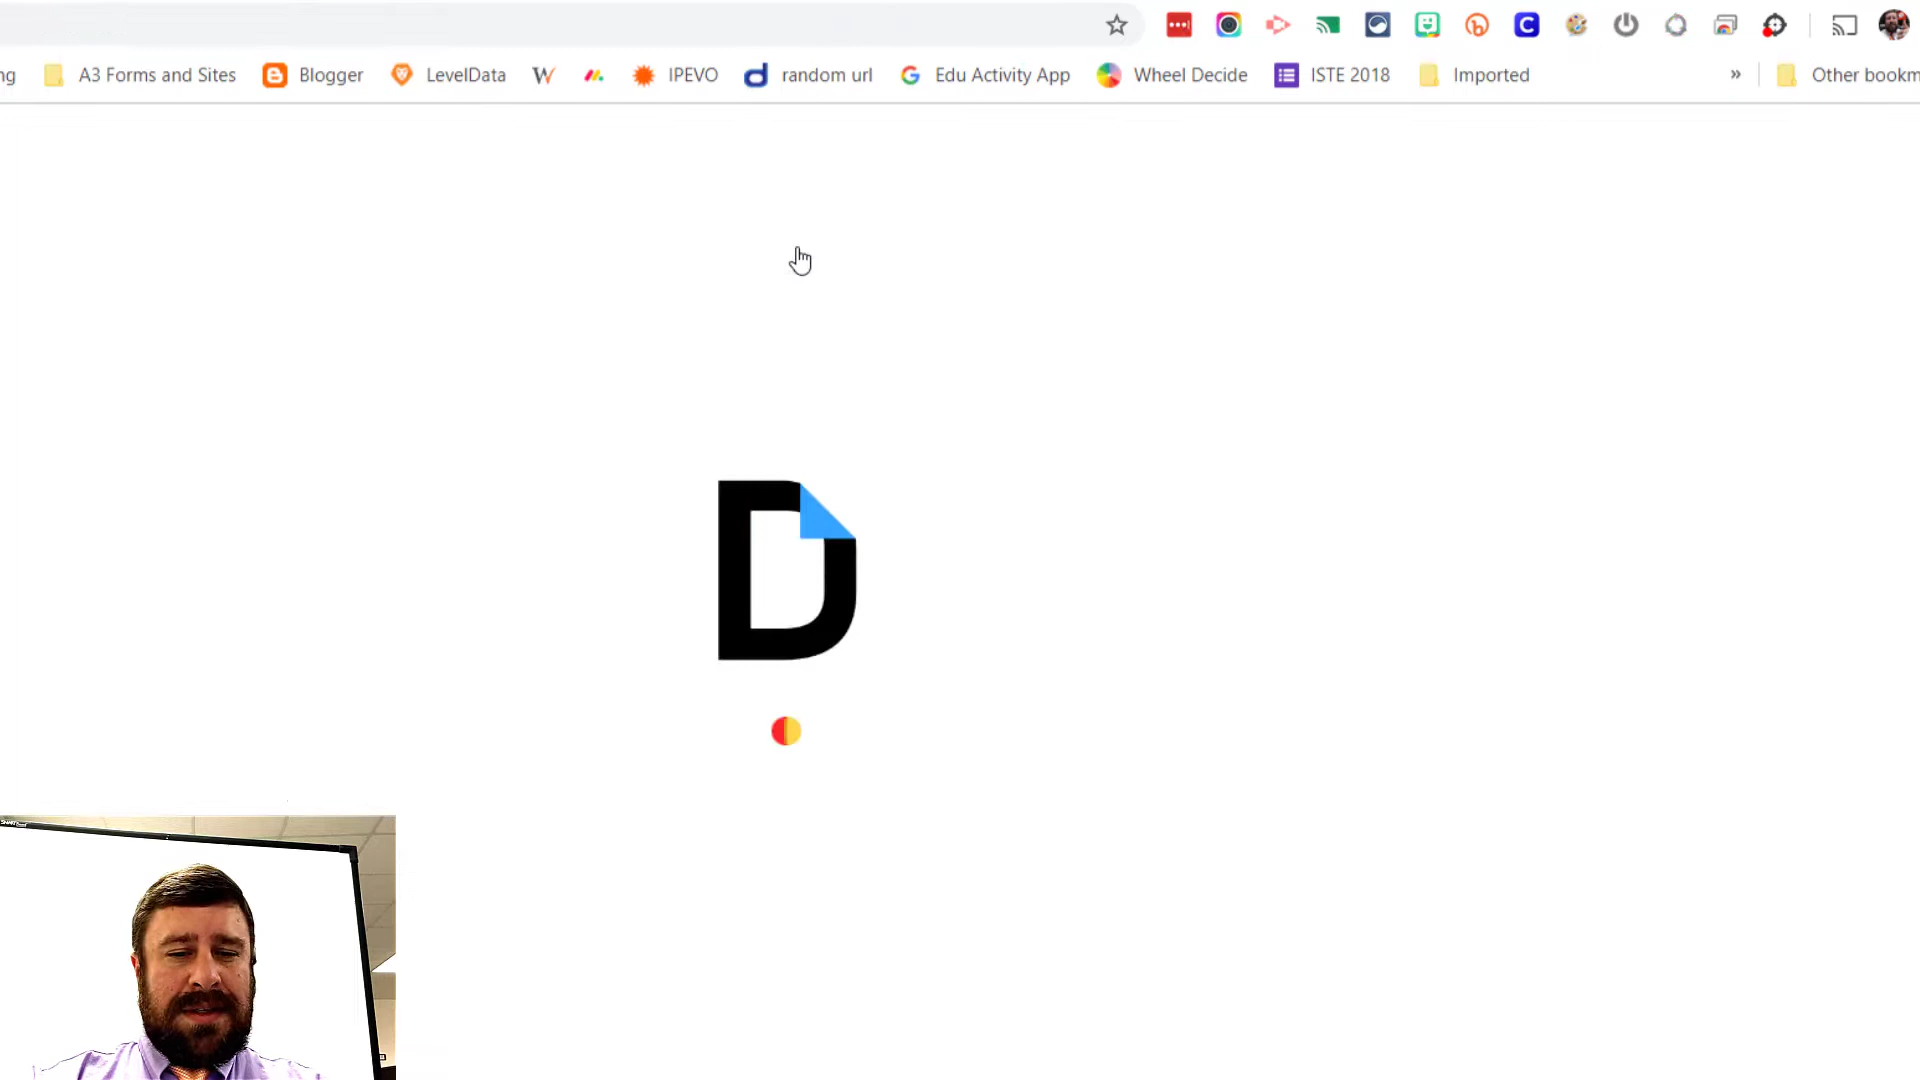 ng A3 Forms and Sites Blogger LevelData W IPEVO random url Edu Activity App Wheel Decide ISTE 2018 Imported » Other bookm
D